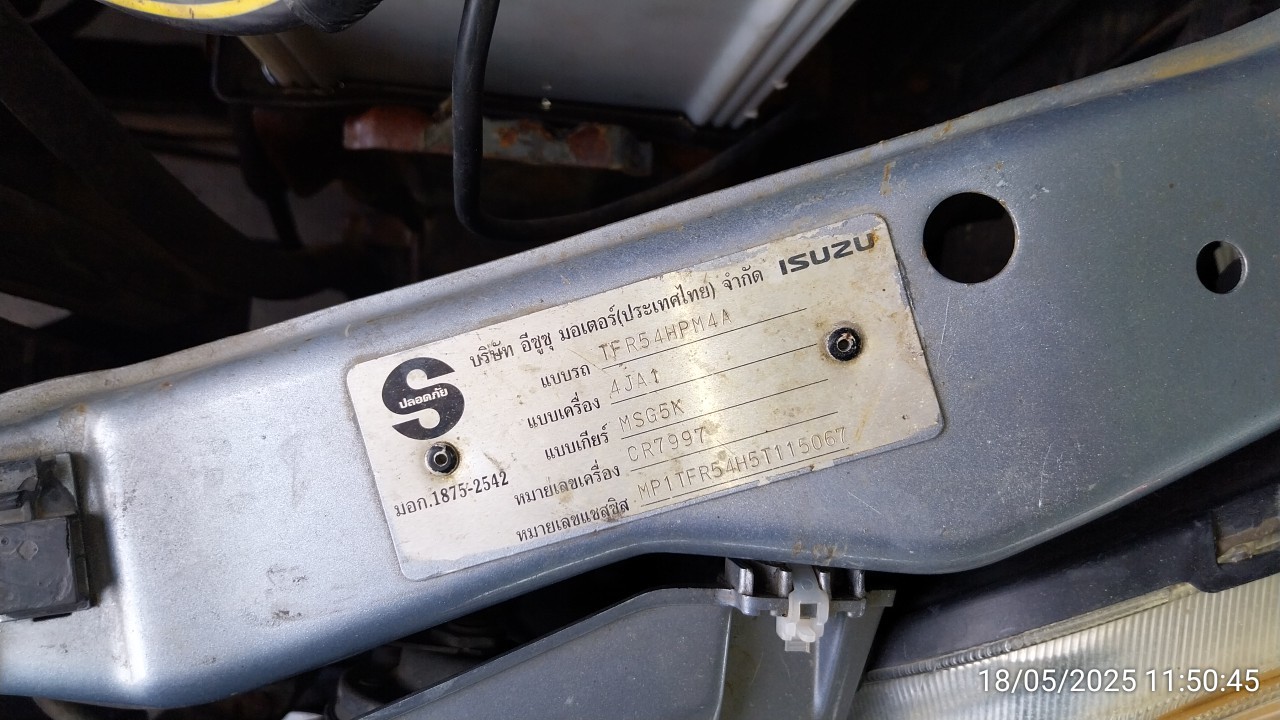 บริษัท อีซูซุ มอเตอร์(ประเทศไทย) จำกัด ISUZU
ปลอดภัย
แบบรถ TFR54HPM4A
แบบเครื่อง 4JA1
แบบเกียร์ MSG5K
หมายเลขเครื่อง CR7997
หมายเลขแชสซีส MP1TFR54H5T115067
มอก.1875-2542
18/05/2025 11:50:45